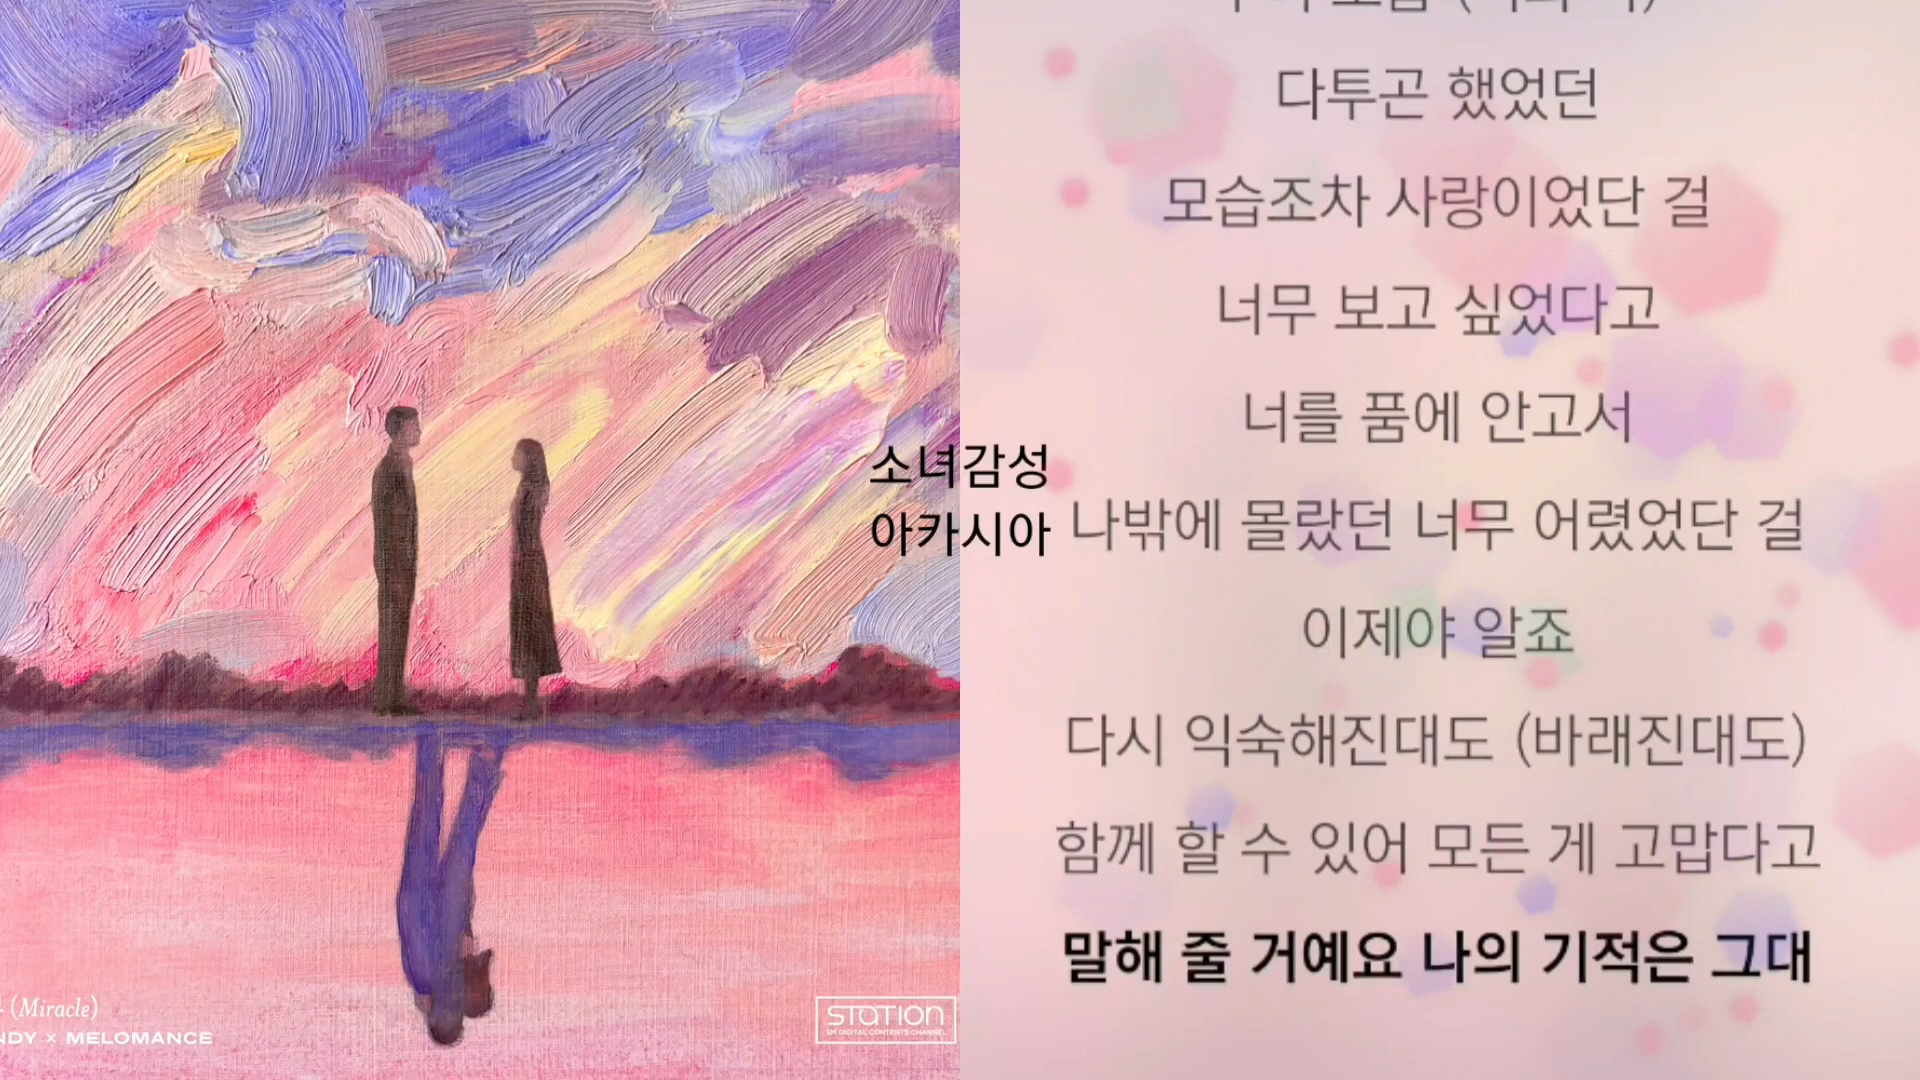 (Miracle)
× MELOMANCE
STATION
SM DIGITAL CONTENTS CHANNEL
소녀감성
아카시아
다투곤 했었던
모습조차 사랑이었단 걸
너무 보고 싶었다고
너를 품에 안고서
나밖에 몰랐던 너무 어렸었단 걸
이제야 알죠
다시 익숙해진대도 (바래진대도)
함께 할 수 있어 모든 게 고맙다고
말해 줄 거예요 나의 기적은 그대